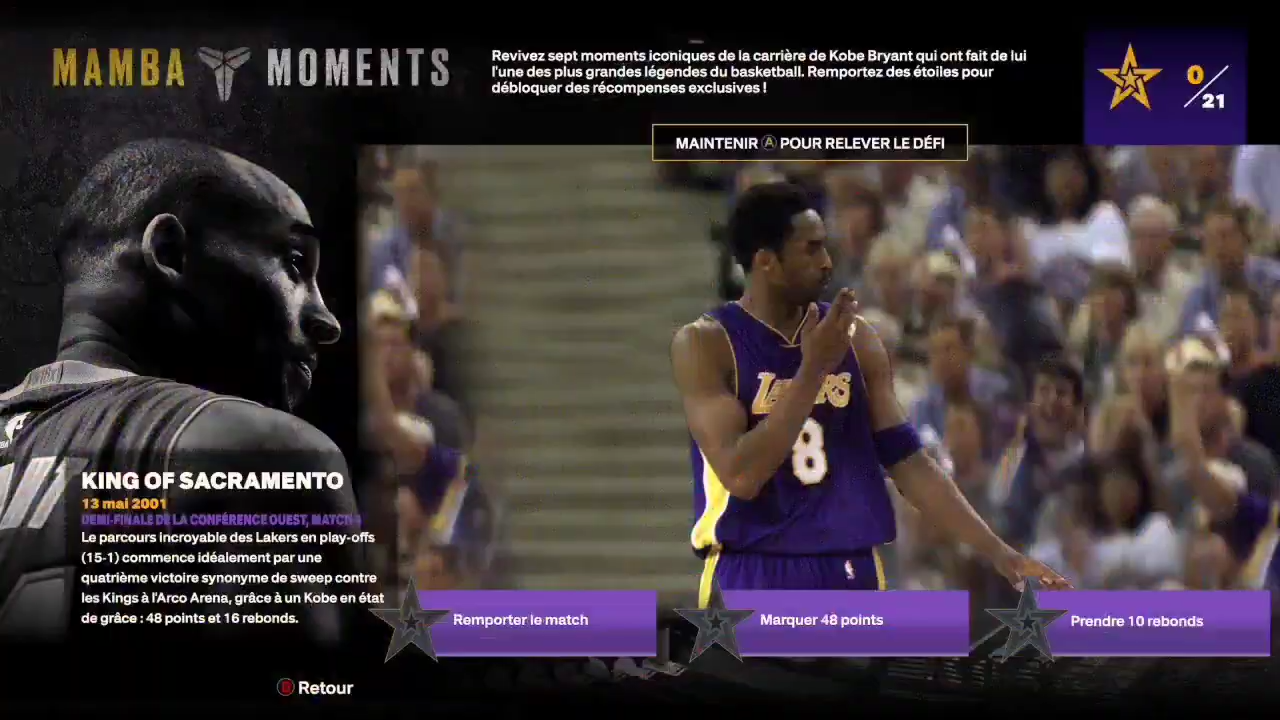 MAMBA MOMENTS
Revivez sept moments iconiques de la carrière de Kobe Bryant qui ont fait de lui
l'une des plus grandes légendes du basketball. Remportez des étoiles pour
débloquer des récompenses exclusives !
0/21
MAINTENIR A POUR RELEVER LE DÉFI
LAKERS
8
KING OF SACRAMENTO
13 mai 2001
DEMI-FINALE DE LA CONFÉRENCE OUEST, MATCH 4
Le parcours incroyable des Lakers en play-offs
(15-1) commence idéalement par une
quatrième victoire synonyme de sweep contre
les Kings à l'Arco Arena, grâce à un Kobe en état
de grâce : 48 points et 16 rebonds.
Remporter le match
Marquer 48 points
Prendre 10 rebonds
B Retour